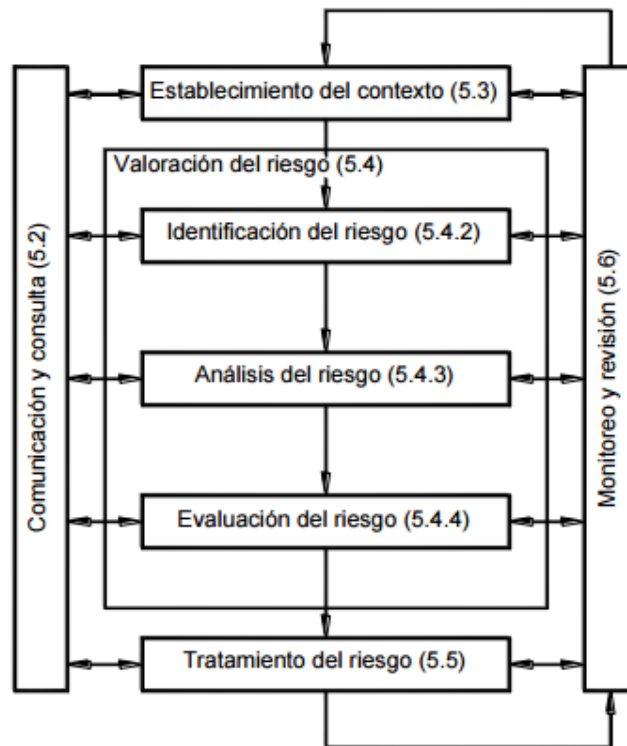 Establecimiento del contexto (5.3)
Valoración del riesgo (5.4)
Identificación del riesgo (5.4.2)
Análisis del riesgo (5.4.3)
Evaluación del riesgo (5.4.4)
Tratamiento del riesgo (5.5)
Comunicación y consulta (5.2)
Monitoreo y revisión (5.6)